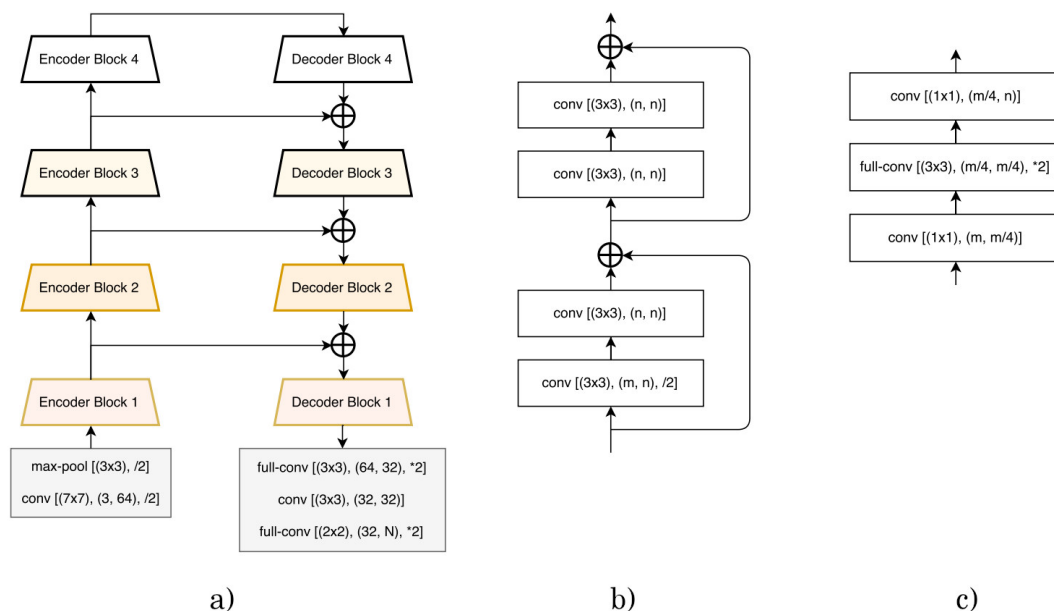 Encoder Block 4
Decoder Block 4
Encoder Block 3
Decoder Block 3
Encoder Block 2
Decoder Block 2
Encoder Block 1
Decoder Block 1
max-pool [(3x3), /2]
conv [(7x7), (3, 64), /2]
full-conv [(3x3), (64, 32), *2]
conv [(3x3), (32, 32)]
full-conv [(2x2), (32, N), *2]
a)
conv [(3x3), (n, n)]
conv [(3x3), (n, n)]
conv [(3x3), (n, n)]
conv [(3x3), (m, n), /2]
b)
conv [(1x1), (m/4, n)]
full-conv [(3x3), (m/4, m/4), *2]
conv [(1x1), (m, m/4)]
c)